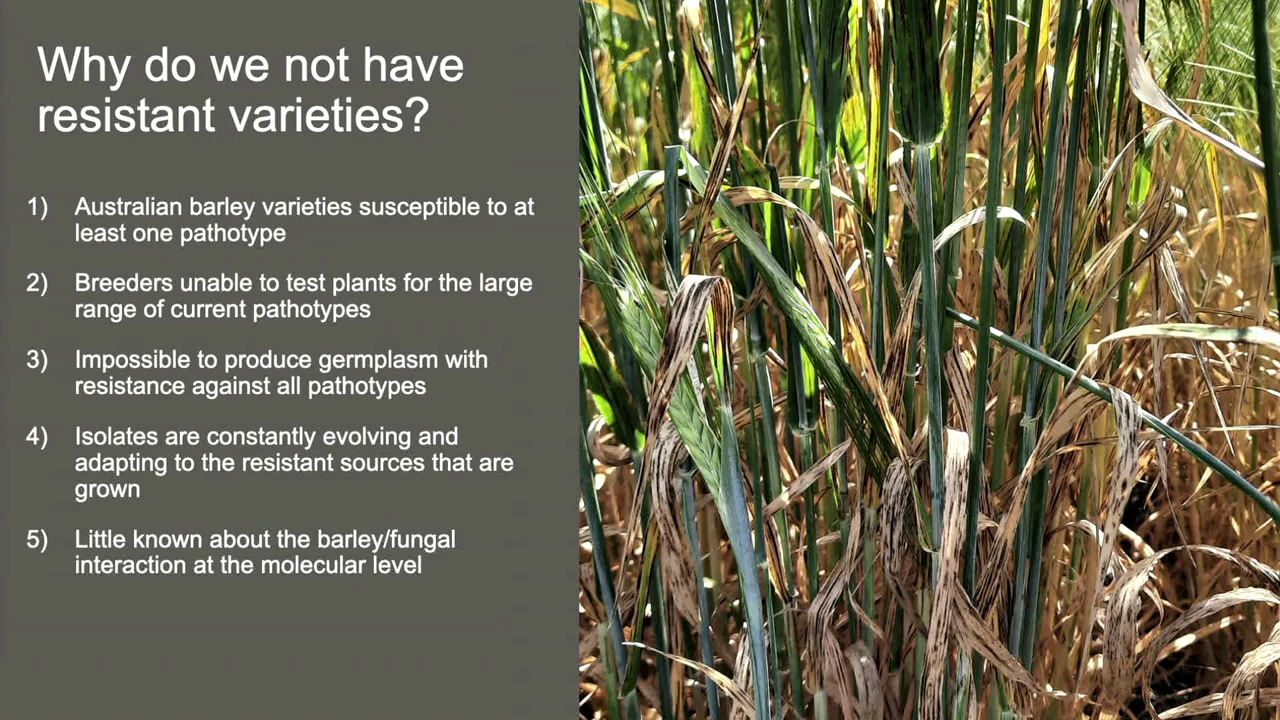 Why do we not have
resistant varieties?
1) Australian barley varieties susceptible to at
least one pathotype
2) Breeders unable to test plants for the large
range of current pathotypes
3) Impossible to produce germplasm with
resistance against all pathotypes
4) Isolates are constantly evolving and
adapting to the resistant sources that are
grown
5) Little known about the barley/fungal
interaction at the molecular level